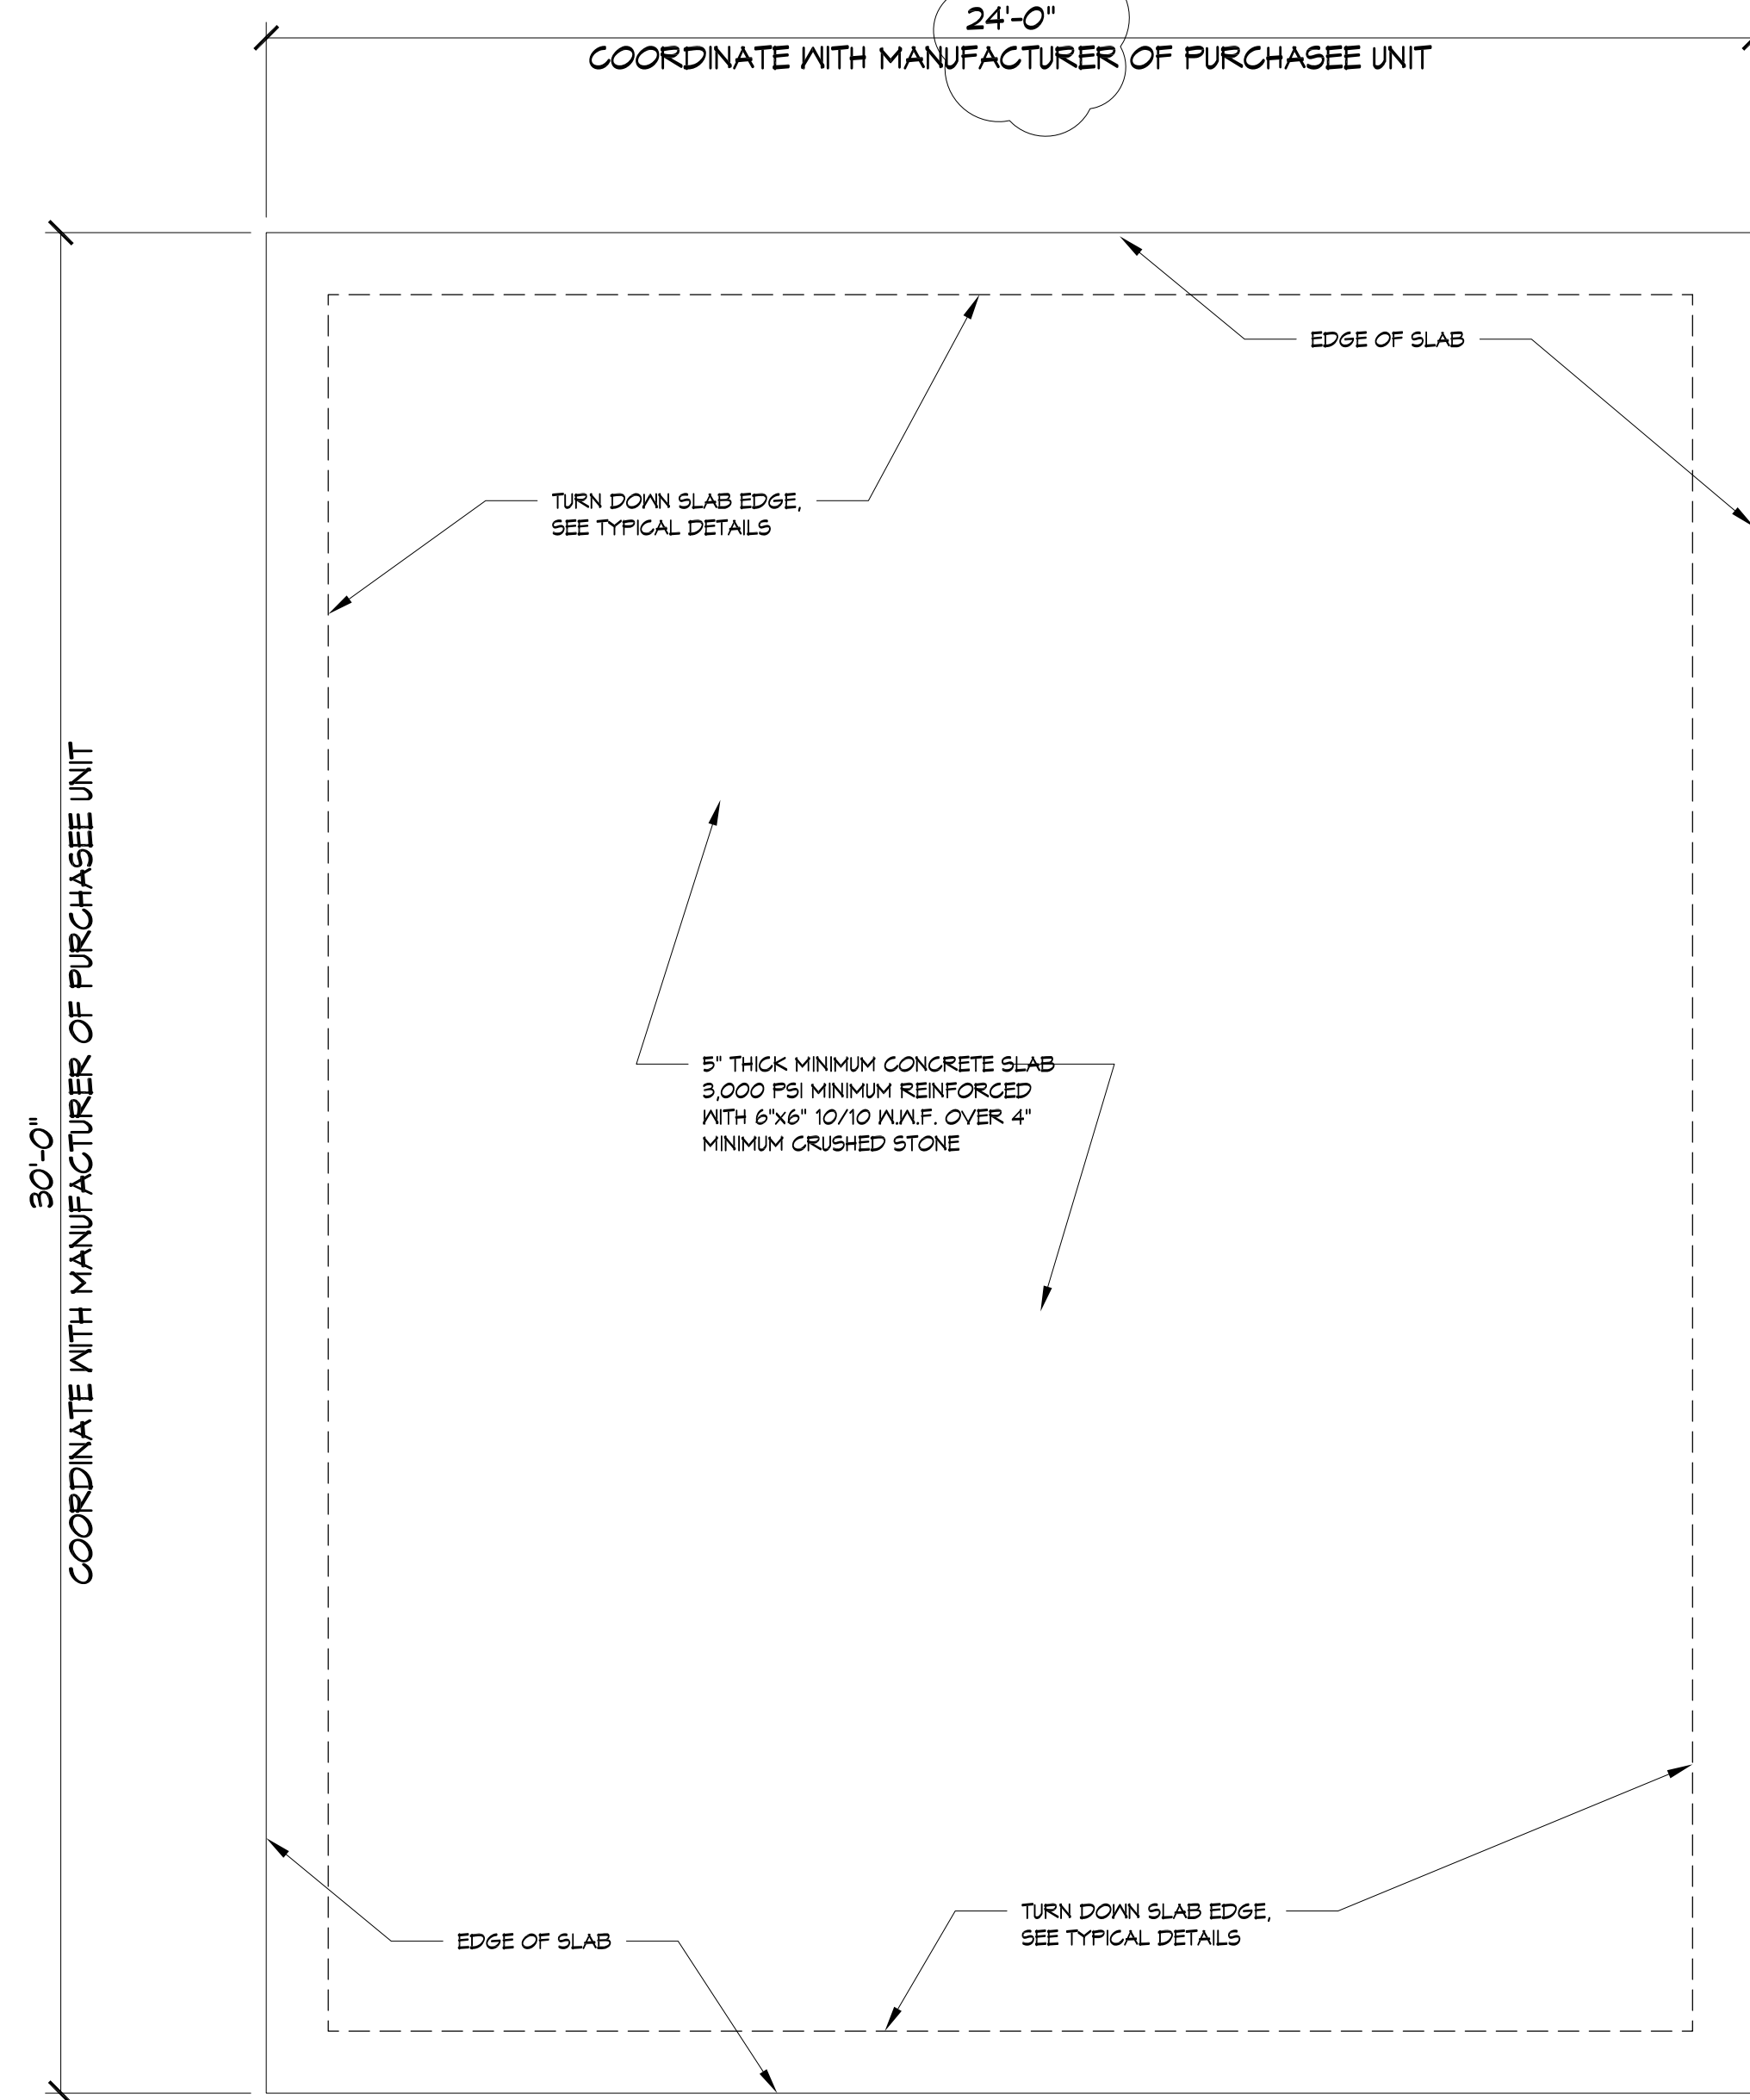 24'-0"
COORDINATE WITH MANUFACTURER OF PURCHASEE UNIT
EDGE OF SLAB
TURN DOWN SLAB EDGE,
SEE TYPICAL DETAILS
30'-0"
COORDINATE WITH MANUFACTURER OF PURCHASEE UNIT
5" THICK MINIMUM CONCRETE SLAB
3,000 PSI MINIMUM REINFORCED
WITH 6"x6" 10/10 W.W.F. OVER 4"
MINIMUM CRUSHED STONE
TURN DOWN SLAB EDGE,
SEE TYPICAL DETAILS
EDGE OF SLAB